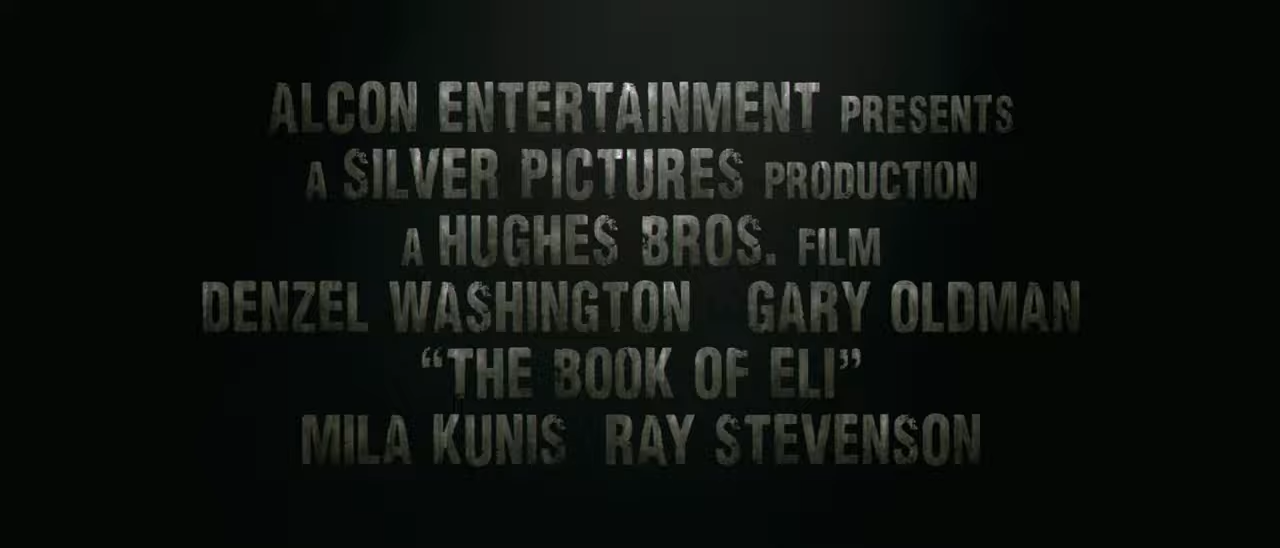 ALCON ENTERTAINMENT PRESENTS
A SILVER PICTURES PRODUCTION
A HUGHES BROS. FILM
DENZEL WASHINGTON GARY OLDMAN
“THE BOOK OF ELI”
MILA KUNIS RAY STEVENSON